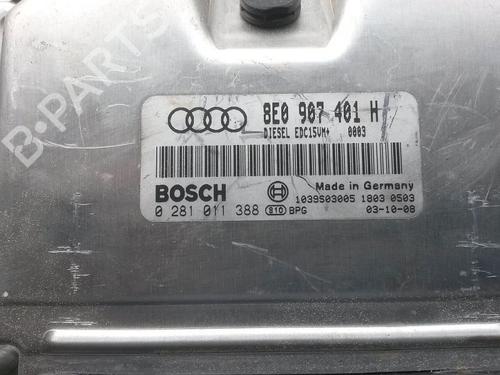 B-PARTS
8E0 907 401 H
DIESEL EDC15VM+ 0003
BOSCH
Made in Germany
0 281 011 388 810 BPG
1039S03005 1803 0503
03-10-08